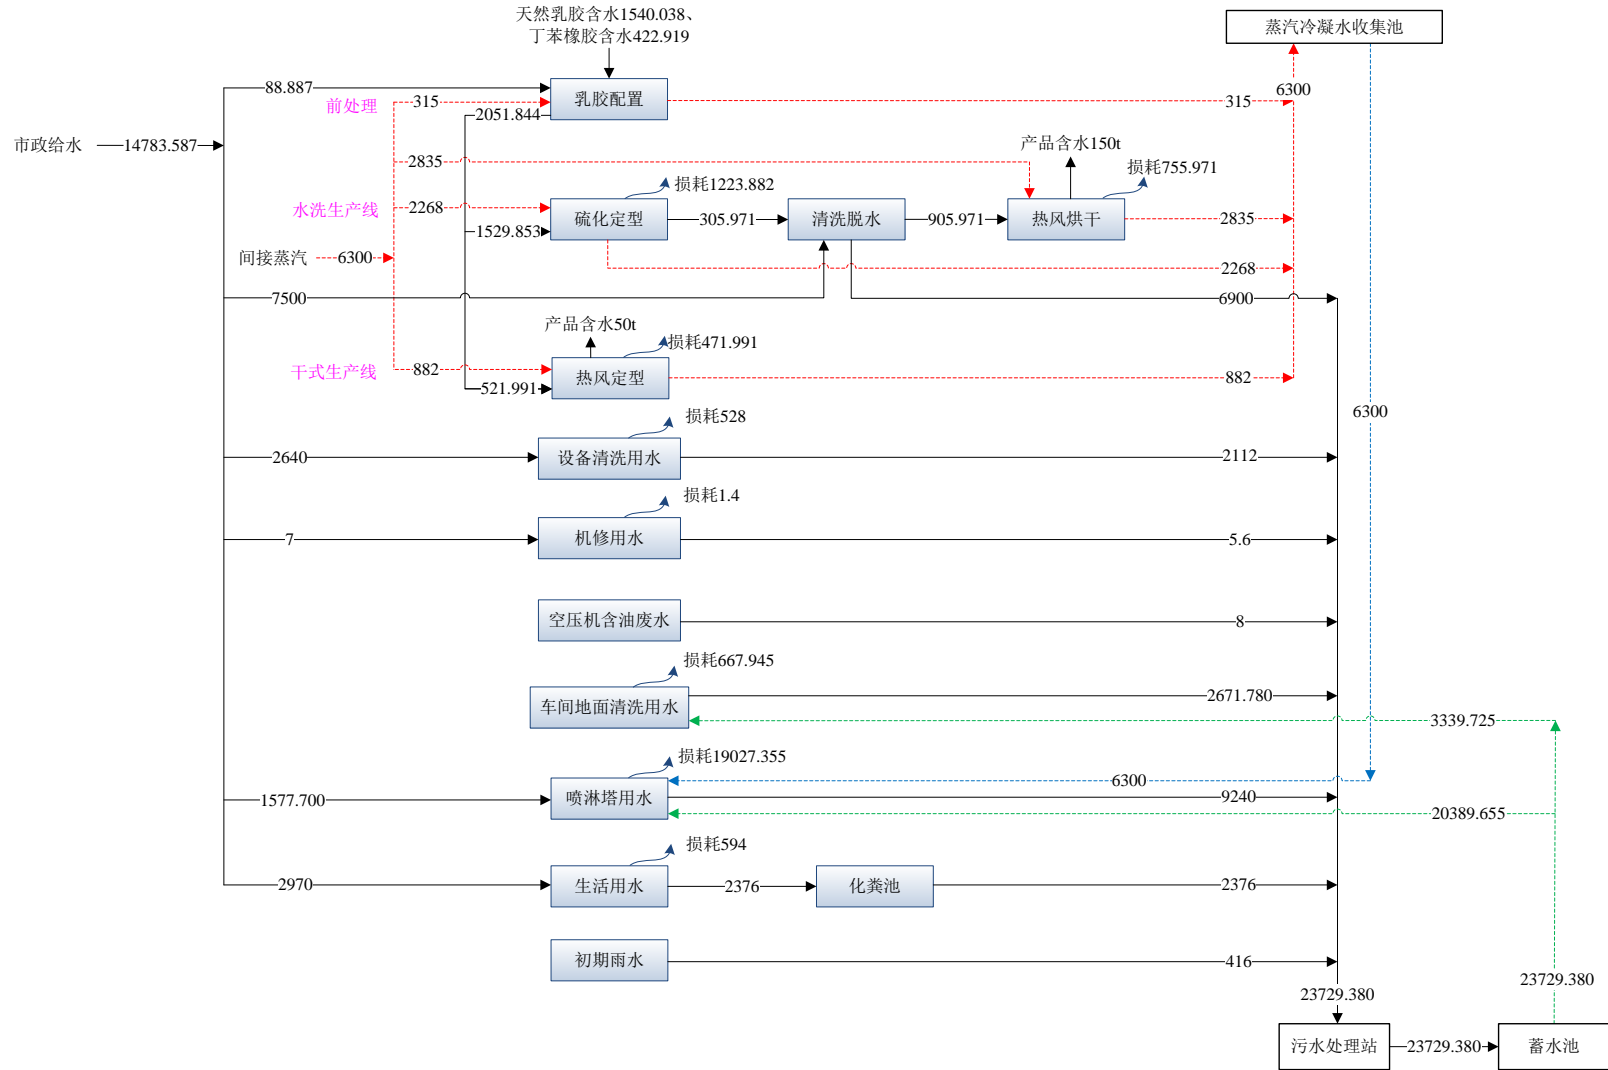 天然乳胶含水1540.038、
丁苯橡胶含水422.919
蒸汽冷凝水收集池
88.887
乳胶配置
6300
前处理
315
315
2051.844
市政给水
14783.587
产品含水150t
2835
损耗755.971
损耗1223.882
水洗生产线
2268
硫化定型
305.971
清洗脱水
905.971
热风烘干
2835
1529.853
间接蒸汽
6300
2268
7500
6900
产品含水50t
损耗471.991
干式生产线
882
热风定型
882
521.991
6300
损耗528
2640
设备清洗用水
2112
损耗1.4
7
机修用水
5.6
空压机含油废水
8
损耗667.945
车间地面清洗用水
2671.780
3339.725
损耗19027.355
6300
1577.700
喷淋塔用水
9240
20389.655
损耗594
2970
生活用水
2376
化粪池
2376
初期雨水
416
23729.380
23729.380
污水处理站
23729.380
蓄水池